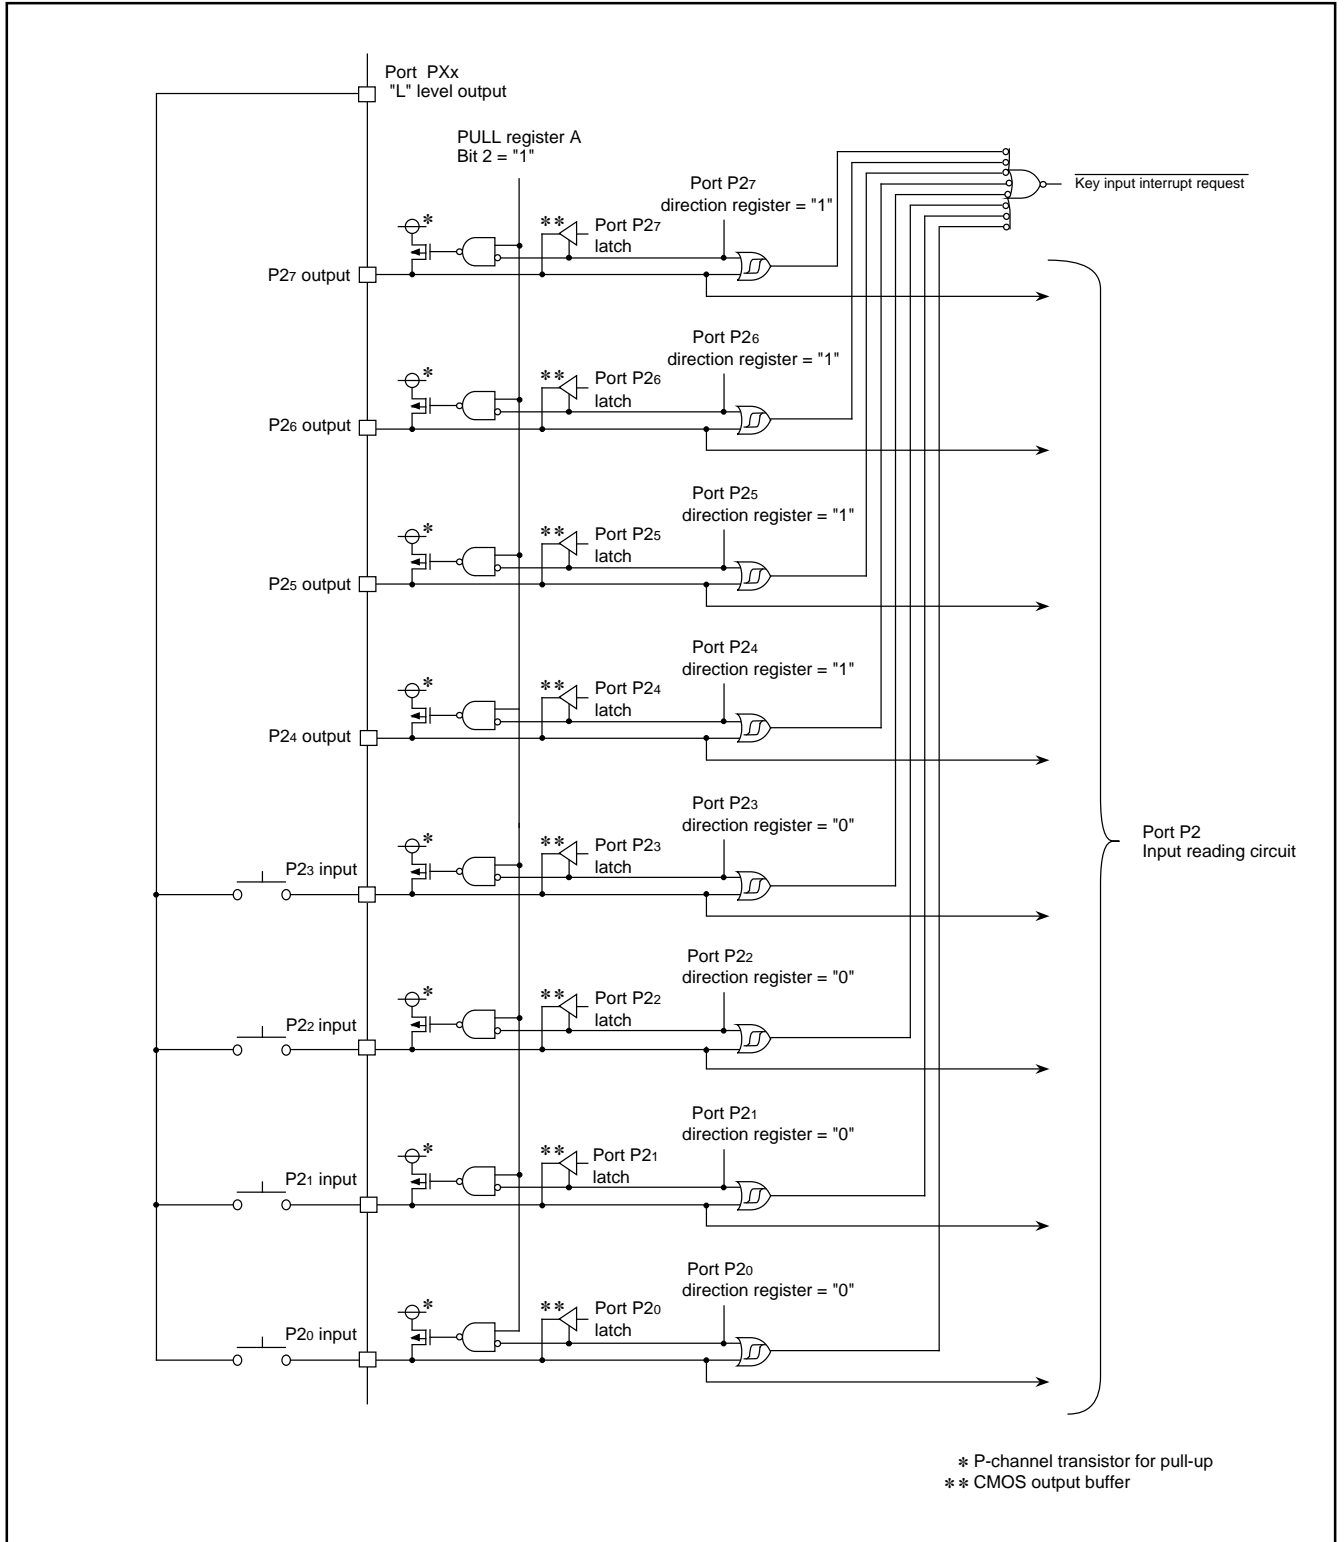 Port PXx
"L" level output
PULL register A
Bit 2 = "1"
Key input interrupt request
Port P27
direction register = "1"
*
**
Port P27
latch
P27 output
Port P26
direction register = "1"
*
**
Port P26
latch
P26 output
Port P25
direction register = "1"
*
**
Port P25
latch
P25 output
Port P24
direction register = "1"
*
**
Port P24
latch
P24 output
Port P23
direction register = "0"
*
**
Port P23
latch
P23 input
Port P2
Input reading circuit
Port P22
direction register = "0"
*
**
Port P22
latch
P22 input
Port P21
direction register = "0"
*
**
Port P21
latch
P21 input
Port P20
direction register = "0"
*
**
Port P20
latch
P20 input
* P-channel transistor for pull-up
** CMOS output buffer